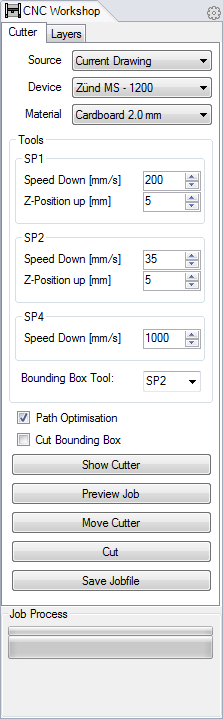 CNC Workshop
Cutter Layers
Source Current Drawing
Device Zünd MS - 1200
Material Cardboard 2.0 mm
Tools
SP1
Speed Down [mm/s] 200
Z-Position up [mm] 5
SP2
Speed Down [mm/s] 35
Z-Position up [mm] 5
SP4
Speed Down [mm/s] 1000
Bounding Box Tool: SP2
Path Optimisation
Cut Bounding Box
Show Cutter
Preview Job
Move Cutter
Cut
Save Jobfile
Job Process